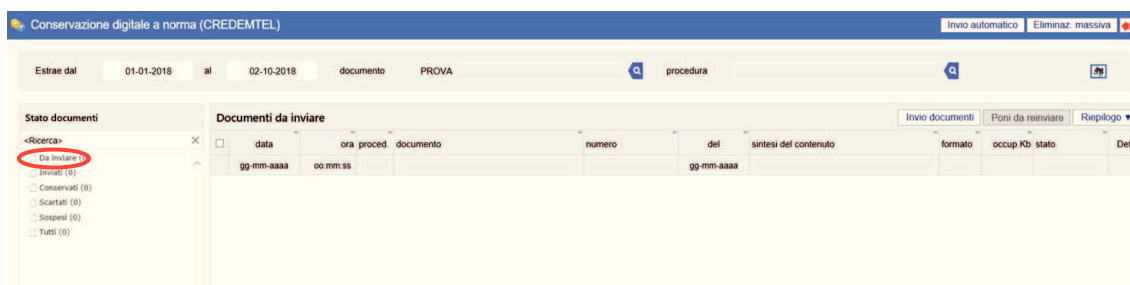 Conservazione digitale a norma (CREDEMTEL) Invio automatico Eliminaz. massiva
Estrae dal 01-01-2018 al 02-10-2018 documento PROVA procedura
Stato documenti Documenti da inviare Invio documenti Poni da reinviare Riepilogo
<Ricerca> data ora proced. documento numero del sintesi del contenuto formato occup.Kb stato Det
Da inviare (0) gg-mm-aaaa oo:mm:ss gg-mm-aaaa
Inviati (0)
Conservati (0)
Scartati (0)
Sospesi (0)
Tutti (0)